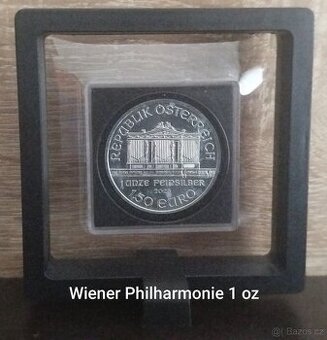 REPUBLIK ÖSTERREICH
1 UNZE FEINSILBER
1,50 EURO
Wiener Philharmonie 1 oz
Bazos.cz